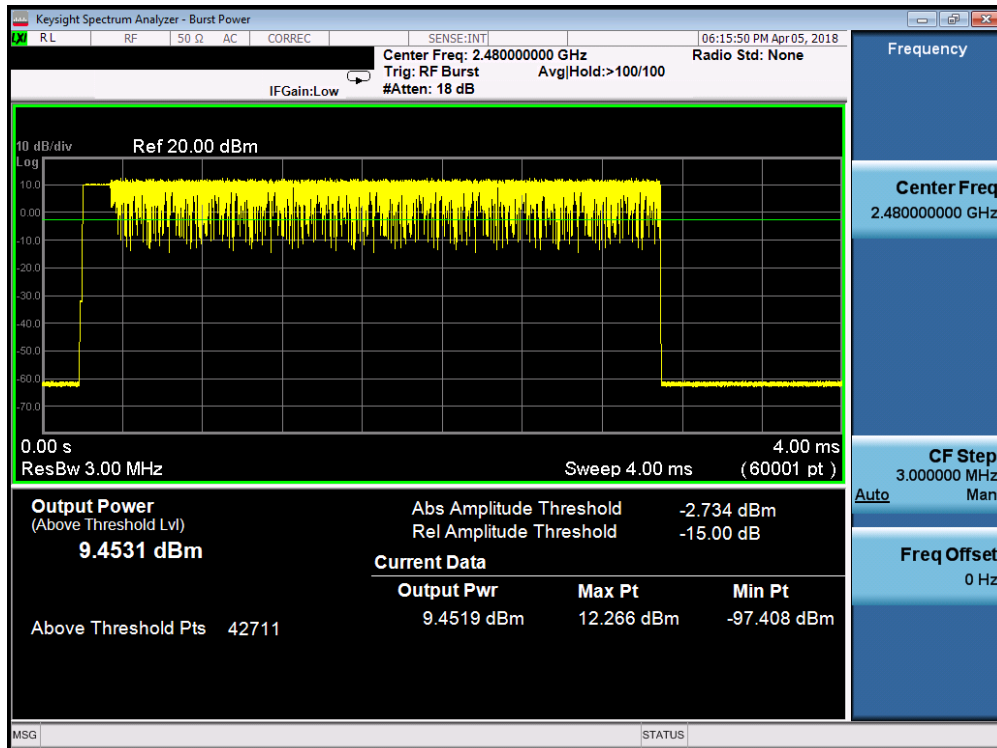 Keysight Spectrum Analyzer - Burst Power
LXI RL RF 50 Ω AC CORREC SENSE:INT 06:15:50 PM Apr 05, 2018
Center Freq: 2.480000000 GHz Radio Std: None
Trig: RF Burst Avg|Hold:>100/100
IFGain:Low #Atten: 18 dB
10 dB/div Ref 20.00 dBm
Log
10.0
0.00
-10.0
-20.0
-30.0
-40.0
-50.0
-60.0
-70.0
0.00 s 4.00 ms
ResBw 3.00 MHz Sweep 4.00 ms (60001 pt )
Output Power
(Above Threshold Lvl)
9.4531 dBm
Above Threshold Pts 42711
Abs Amplitude Threshold -2.734 dBm
Rel Amplitude Threshold -15.00 dB
Current Data
Output Pwr Max Pt Min Pt
9.4519 dBm 12.266 dBm -97.408 dBm
Frequency
Center Freq
2.480000000 GHz
CF Step
3.000000 MHz
Auto Man
Freq Offset
0 Hz
MSG STATUS